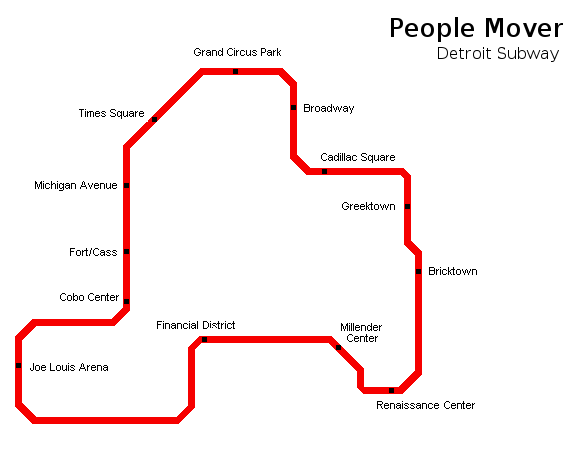 People Mover
Detroit Subway
Grand Circus Park
Times Square
Broadway
Cadillac Square
Michigan Avenue
Greektown
Fort/Cass
Bricktown
Cobo Center
Financial District
Millender
Center
Joe Louis Arena
Renaissance Center